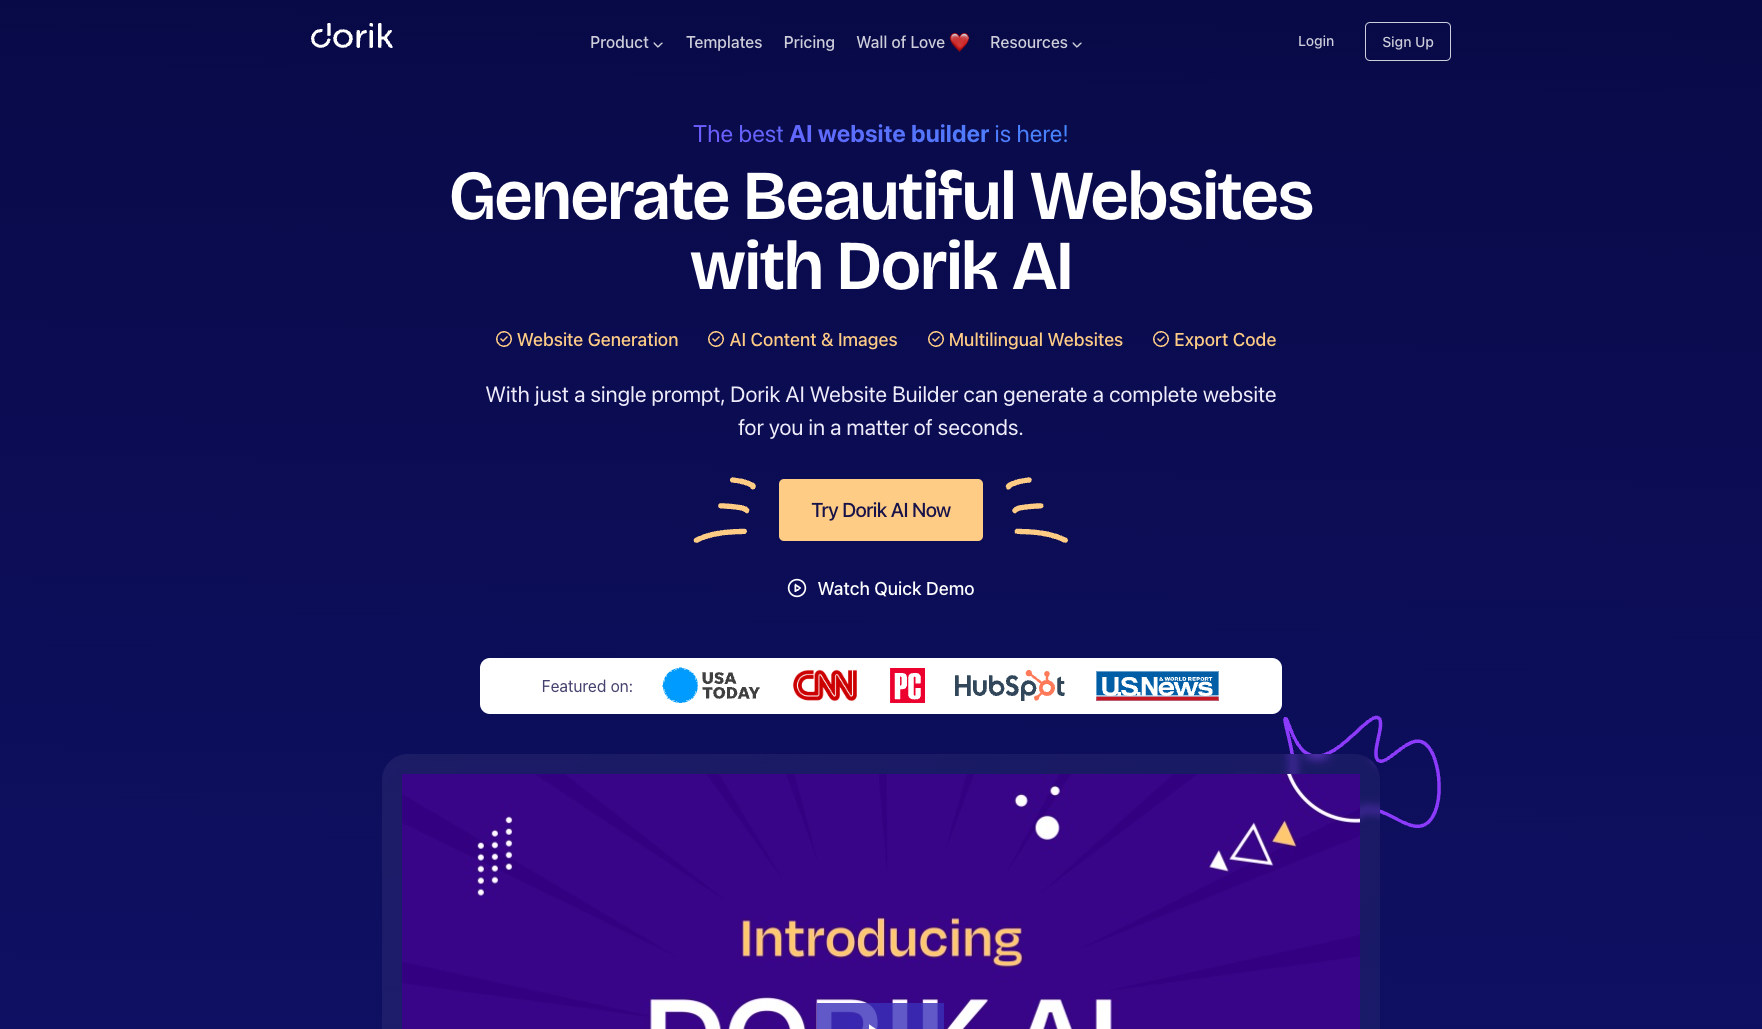 dorik
Product
Templates
Pricing
Wall of Love ❤️
Resources
Login
Sign Up
The best AI website builder is here!
Generate Beautiful Websites
with Dorik AI
Website Generation
AI Content & Images
Multilingual Websites
Export Code
With just a single prompt, Dorik AI Website Builder can generate a complete website
for you in a matter of seconds.
Try Dorik AI Now
Watch Quick Demo
Featured on:
USA
TODAY
CNN
PC
HubSpot
U.S.News
& WORLD REPORT
Introducing
DORIK AI